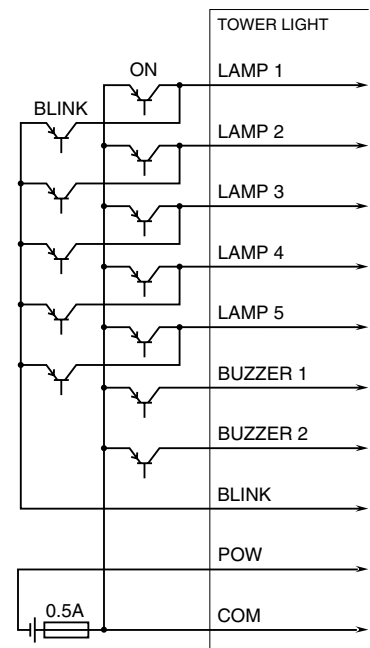 TOWER LIGHT
ON
LAMP 1
BLINK
LAMP 2
LAMP 3
LAMP 4
LAMP 5
BUZZER 1
BUZZER 2
BLINK
POW
0.5A
COM